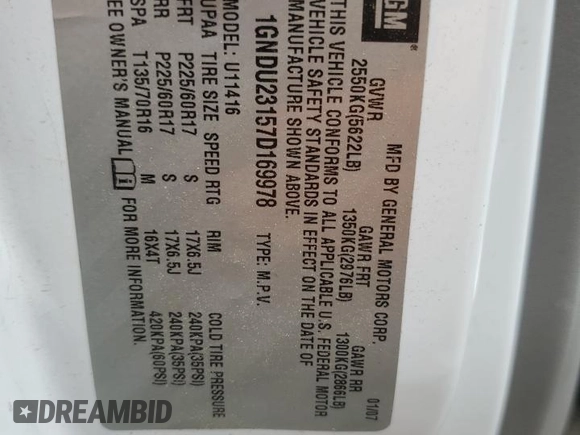 GM
®
MFD BY GENERAL MOTORS CORP. 01/07
GVWR GAWR FRT GAWR RR
2550KG(5622LB) 1350KG(2976LB) 1300KG(2866LB)
THIS VEHICLE CONFORMS TO ALL APPLICABLE U.S. FEDERAL MOTOR
VEHICLE SAFETY STANDARDS IN EFFECT ON THE DATE OF
MANUFACTURE SHOWN ABOVE.
1GNDU23157D169978 TYPE: M.P.V.
MODEL: U11416
UPAA TIRE SIZE SPEED RTG RIM COLD TIRE PRESSURE
FRT P225/60R17 S 17X6.5J 240KPA(35PSI)
RR P225/60R17 S 17X6.5J 240KPA(35PSI)
SPA T135/70R16 M 16X4T 420KPA(60PSI)
SEE OWNER'S MANUAL FOR MORE INFORMATION.
DREAMBID